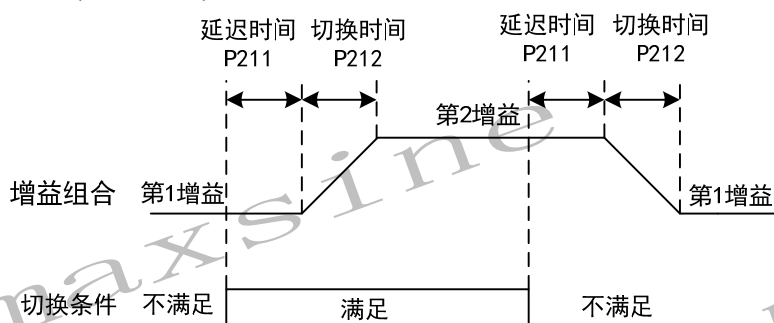 延迟时间 切换时间 延迟时间 切换时间
P211 P212 P211 P212
第2增益
增益组合 第1增益 第1增益
maxsine
切换条件 不满足 满足 不满足